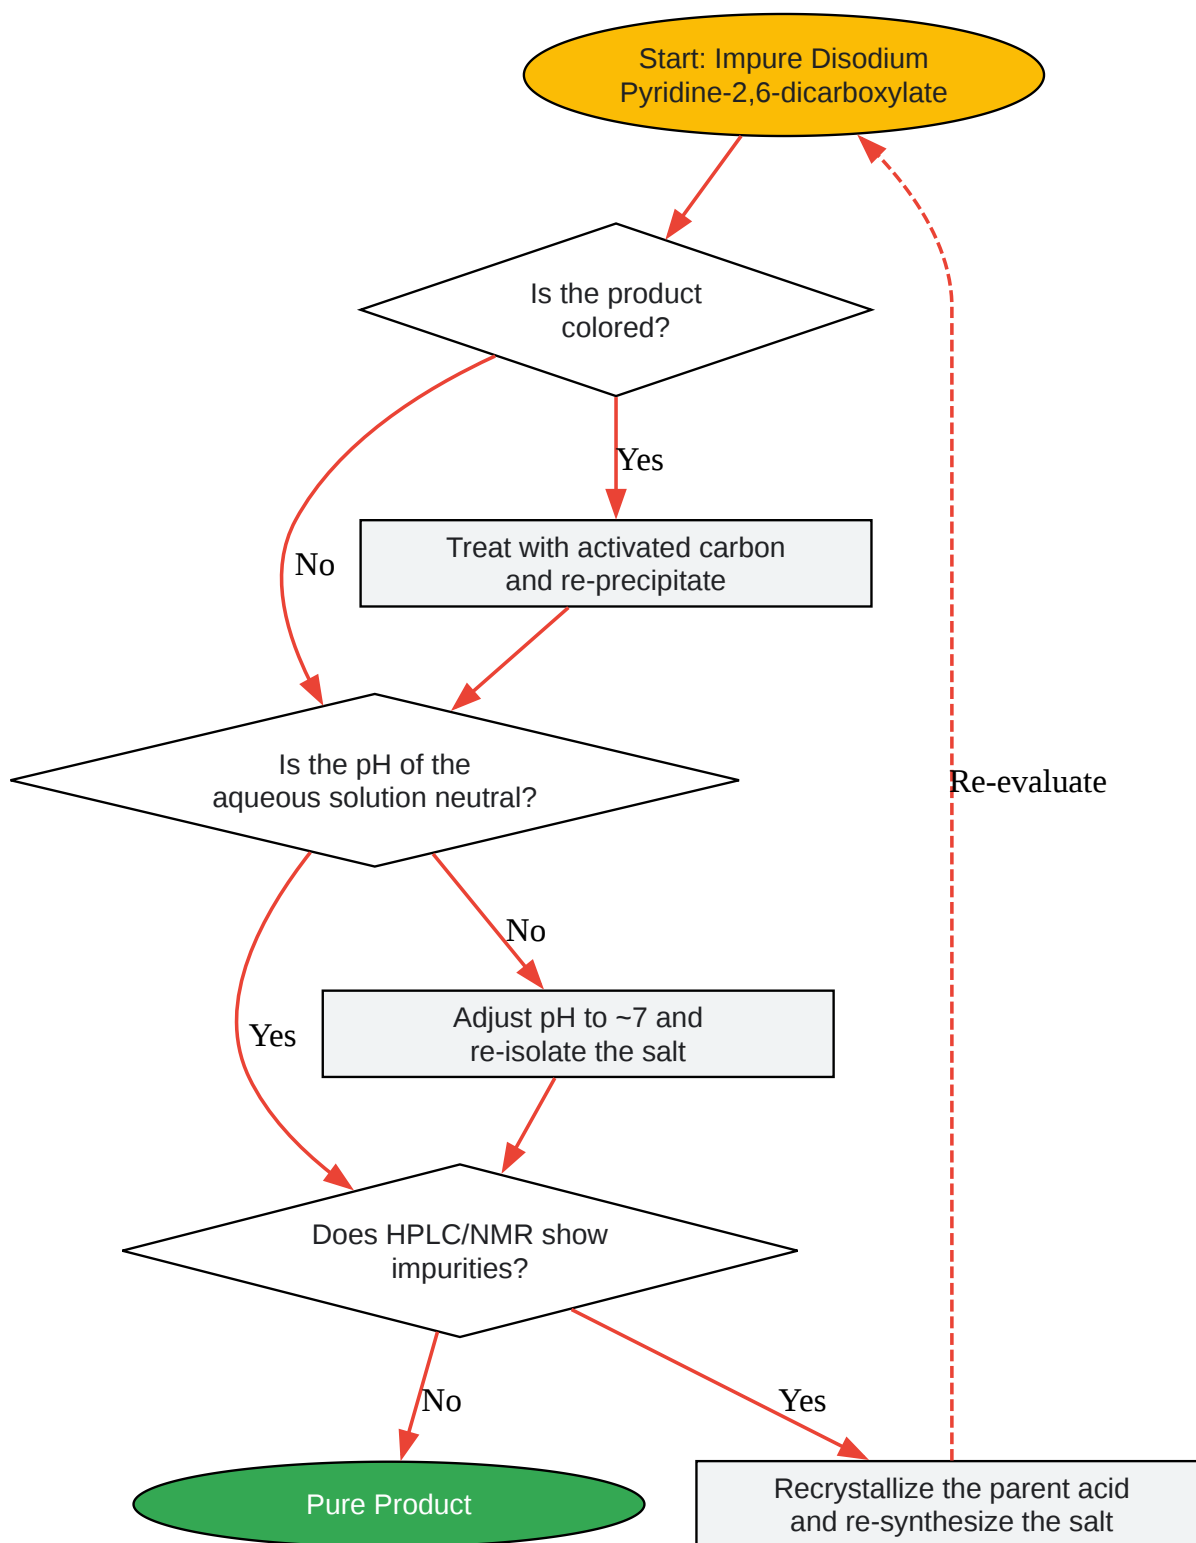 Start: Impure Disodium
Pyridine-2,6-dicarboxylate
Is the product
colored?
Yes
Treat with activated carbon
and re-precipitate
No
Is the pH of the
aqueous solution neutral?
Re-evaluate
No
Adjust pH to ~7 and
re-isolate the salt
Yes
Does HPLC/NMR show
impurities?
No
Yes
Pure Product
Recrystallize the parent acid
and re-synthesize the salt